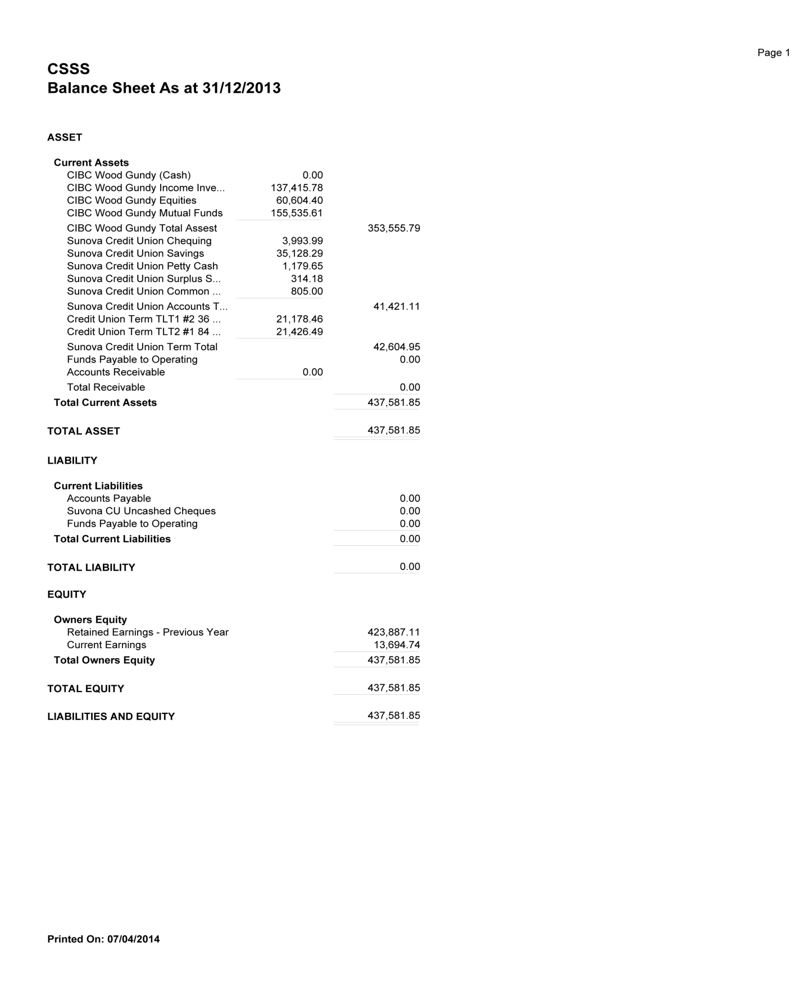 Page 1
CSSS
Balance Sheet As at 31/12/2013
ASSET
Current Assets
CIBC Wood Gundy (Cash) 0.00
CIBC Wood Gundy Income Inve... 137,415.78
CIBC Wood Gundy Equities 60,604.40
CIBC Wood Gundy Mutual Funds 155,535.61
CIBC Wood Gundy Total Assest 353,555.79
Sunova Credit Union Chequing 3,993.99
Sunova Credit Union Savings 35,128.29
Sunova Credit Union Petty Cash 1,179.65
Sunova Credit Union Surplus S... 314.18
Sunova Credit Union Common ... 805.00
Sunova Credit Union Accounts T... 41,421.11
Credit Union Term TLT1 #2 36 ... 21,178.46
Credit Union Term TLT2 #1 84 ... 21,426.49
Sunova Credit Union Term Total 42,604.95
Funds Payable to Operating 0.00
Accounts Receivable 0.00
Total Receivable 0.00
Total Current Assets 437,581.85
TOTAL ASSET 437,581.85
LIABILITY
Current Liabilities
Accounts Payable 0.00
Suvona CU Uncashed Cheques 0.00
Funds Payable to Operating 0.00
Total Current Liabilities 0.00
TOTAL LIABILITY 0.00
EQUITY
Owners Equity
Retained Earnings - Previous Year 423,887.11
Current Earnings 13,694.74
Total Owners Equity 437,581.85
TOTAL EQUITY 437,581.85
LIABILITIES AND EQUITY 437,581.85
Printed On: 07/04/2014